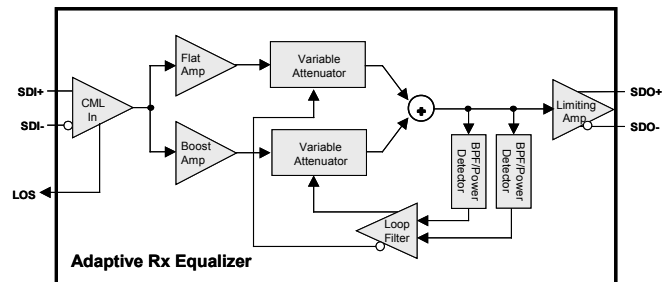 SDI+
SDI-
LOS
CML
In
Flat
Amp
Boost
Amp
Variable
Attenuator
Variable
Attenuator
+
BPF/Power
Detector
BPF/Power
Detector
Loop
Filter
Limiting
Amp
SDO+
SDO-
Adaptive Rx Equalizer